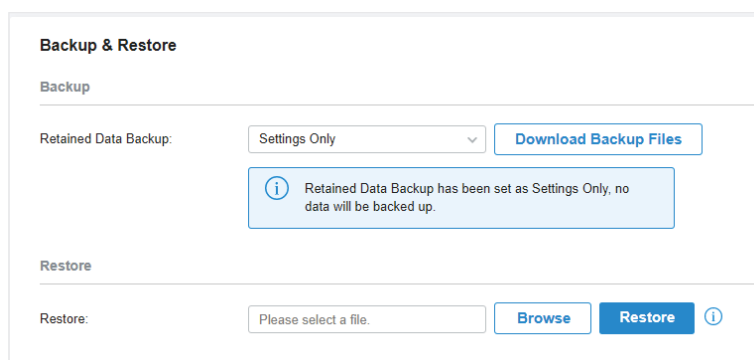 Backup & Restore
Backup
Retained Data Backup: Settings Only Download Backup Files
Retained Data Backup has been set as Settings Only, no
data will be backed up.
Restore
Restore: Please select a file. Browse Restore